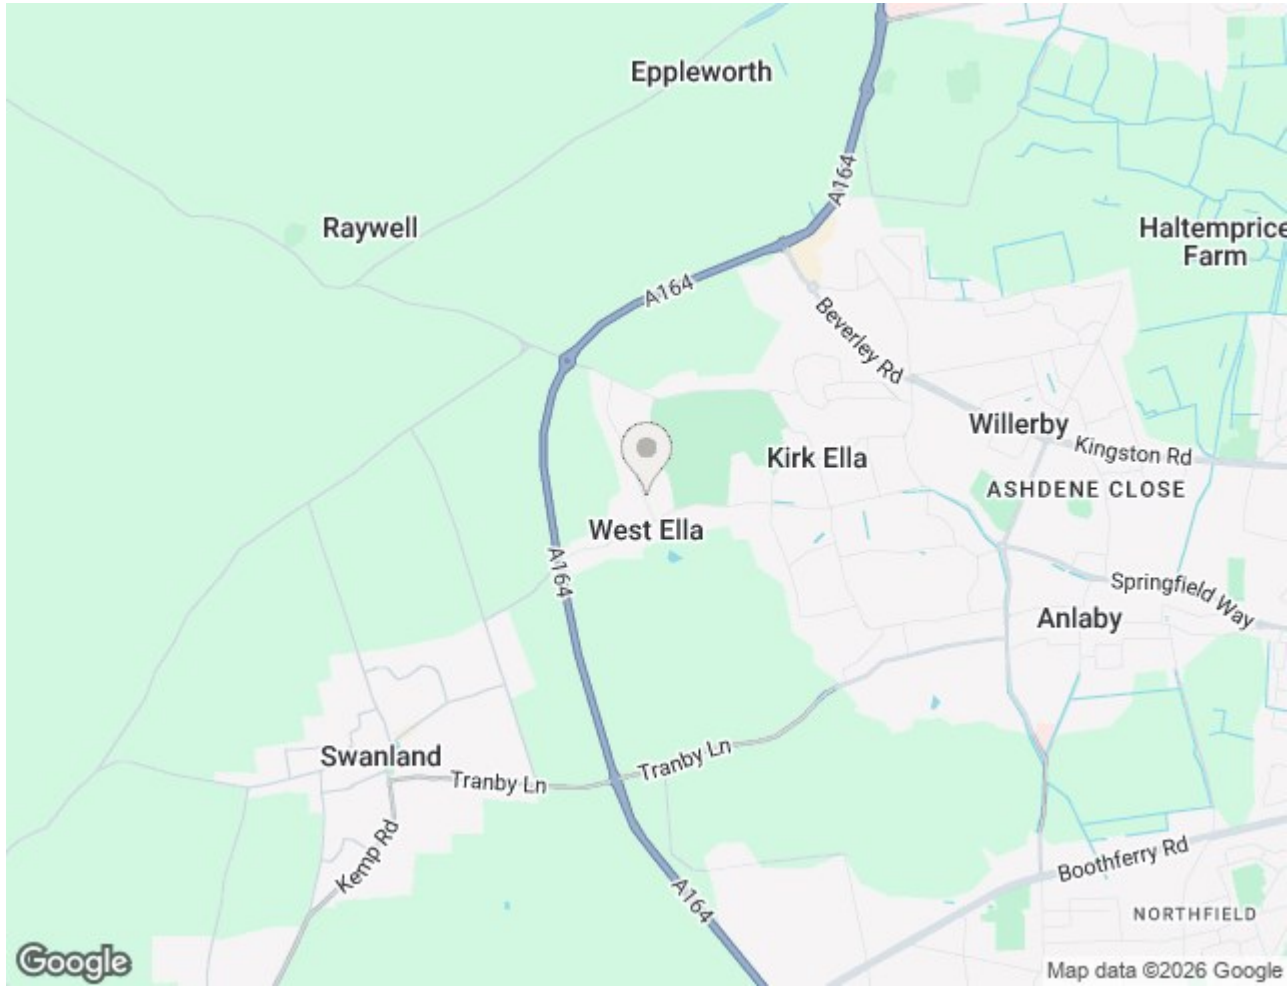 Eppleworth
A164
Raywell
Haltemprice
Farm
A164
Beverley Rd
Willerby
Kingston Rd
Kirk Ella
ASHDENE CLOSE
West Ella
A164
Springfield Way
Anlaby
Swanland
Tranby Ln
Tranby Ln
Kemp Rd
Boothferry Rd
A164
NORTHFIELD
Google
Map data ©2026 Google